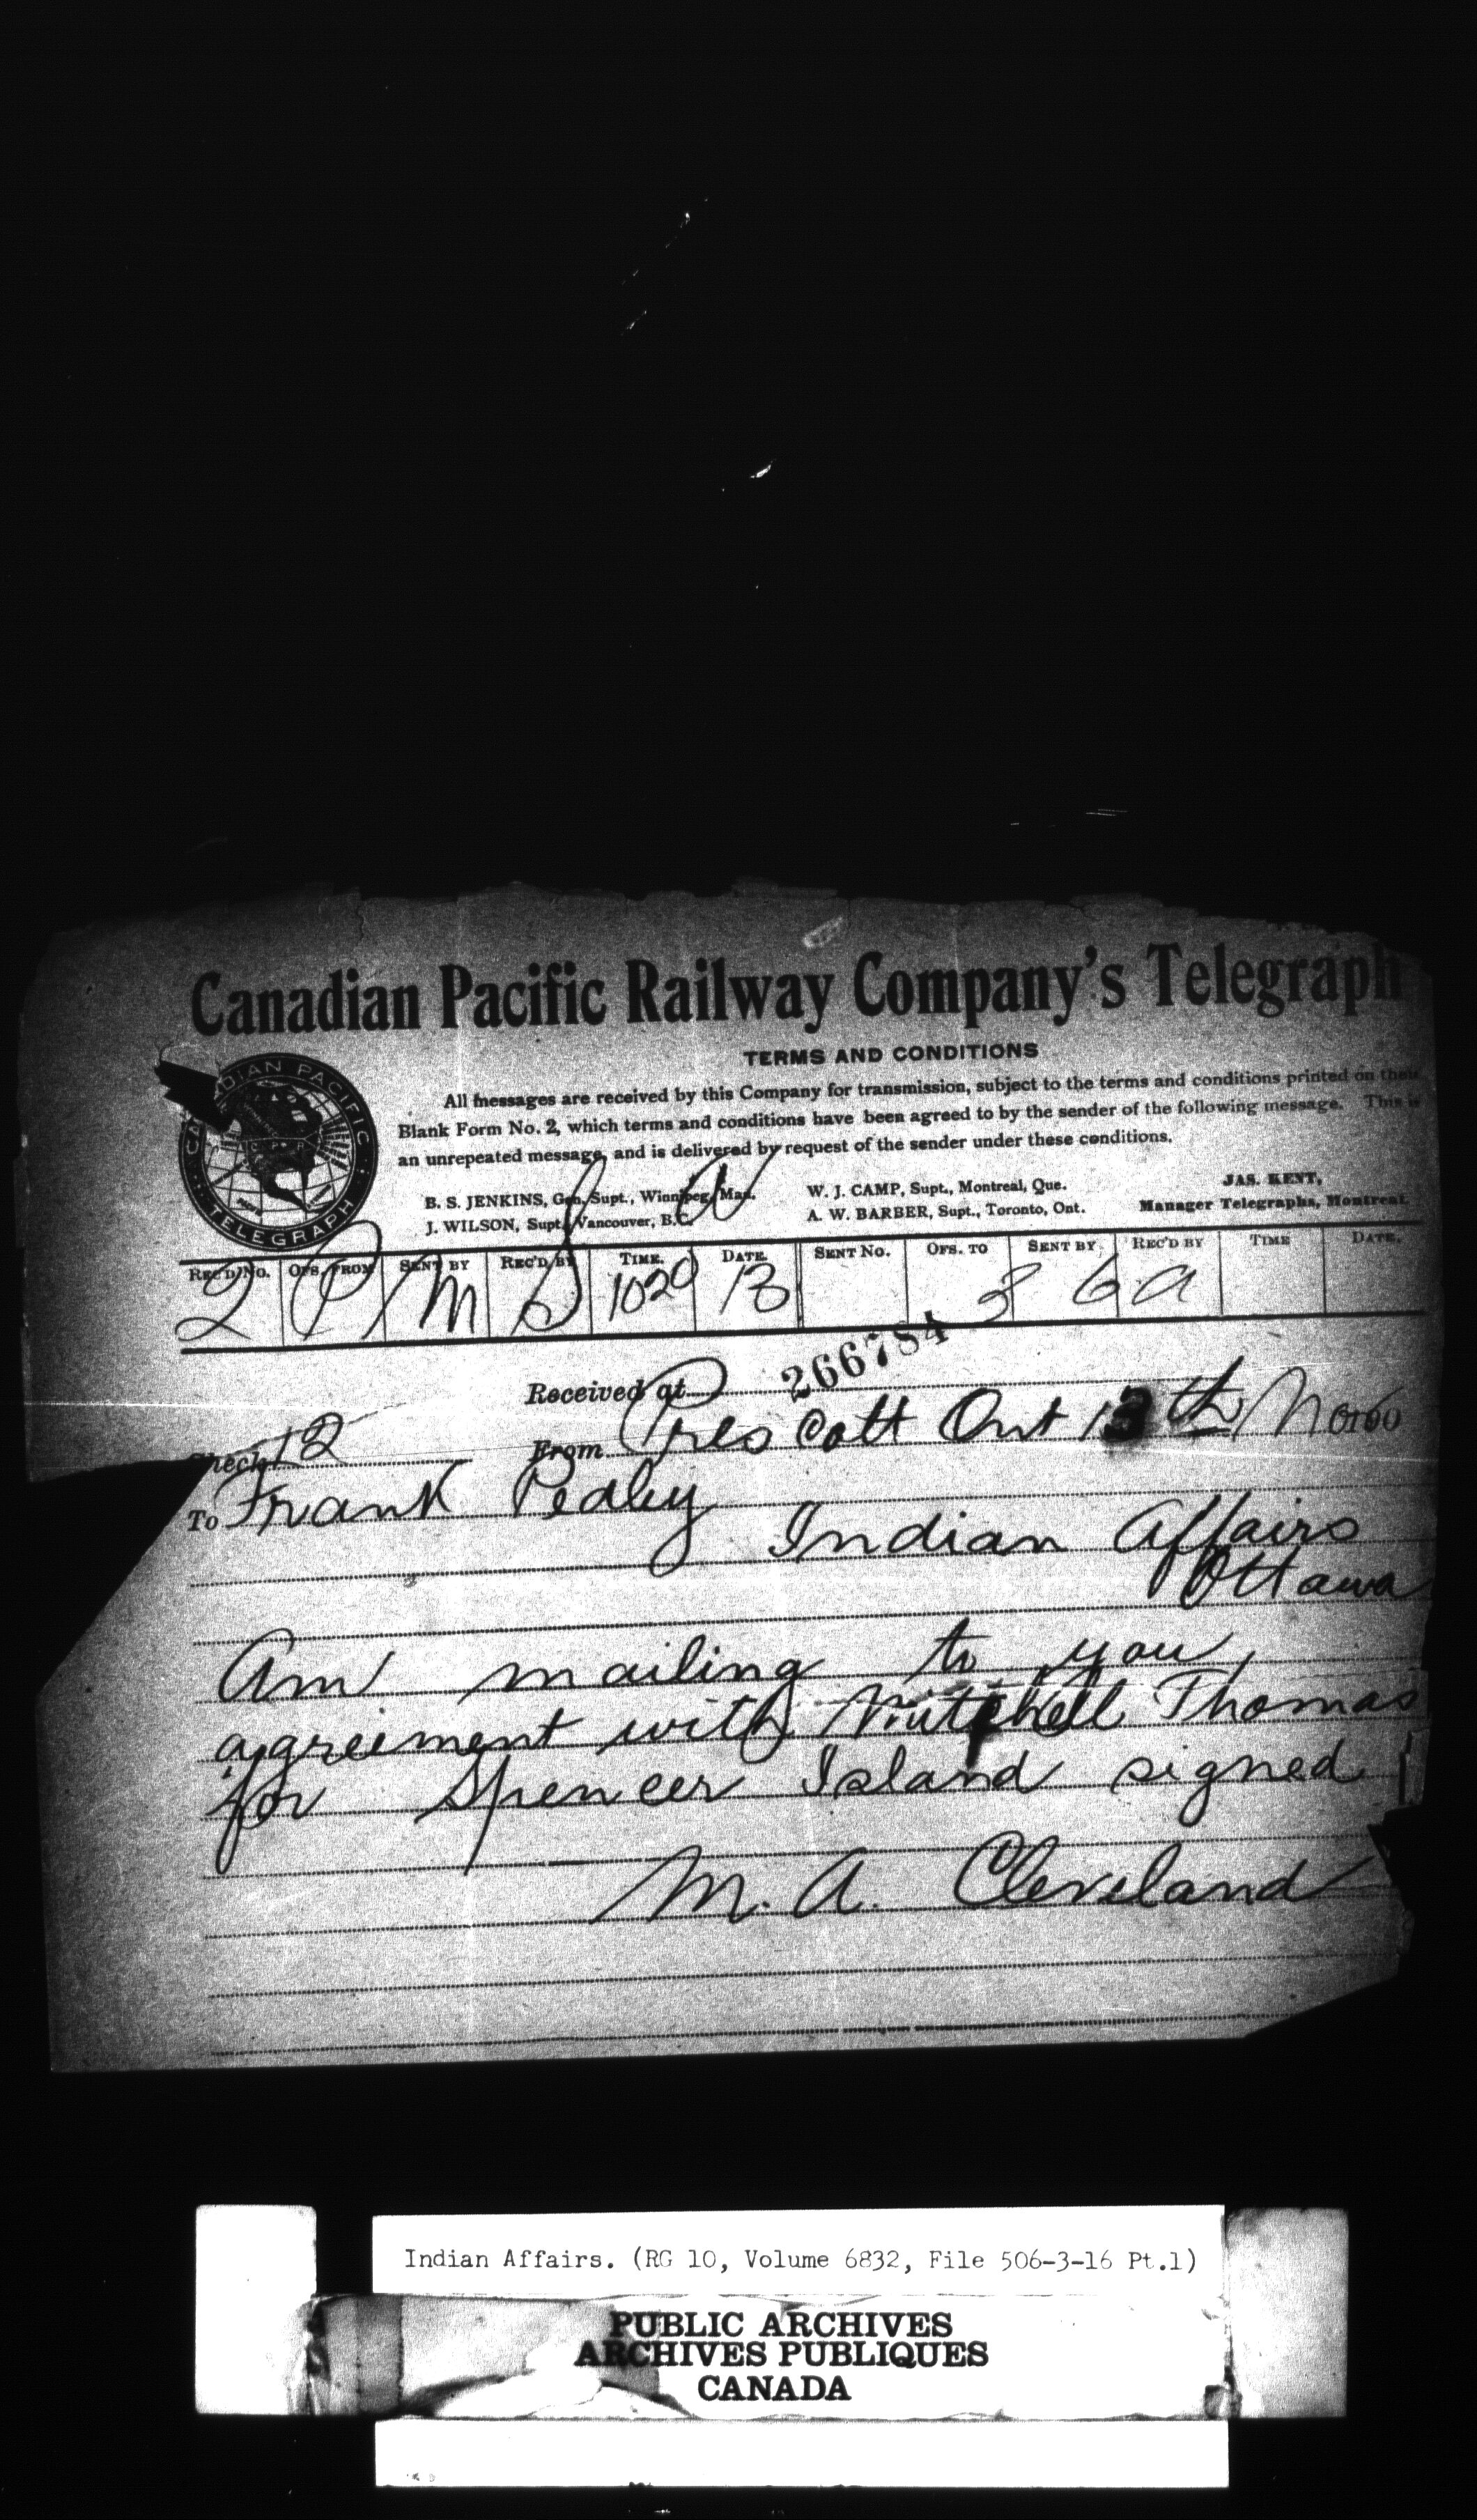 Canadian Pacific Railway Company's Telegraph
TERMS AND CONDITIONS
All messages are received by this Company for transmission, subject to the terms and conditions printed on their
Blank Form No. 2, which terms and conditions have been agreed to by the sender of the following message. This is
an unrepeated message, and is delivered by request of the sender under these conditions.
B. S. JENKINS, Gen. Supt., Winnipeg, Man.
J. WILSON, Supt., Vancouver, B.C.
W. J. CAMP, Supt., Montreal, Que.
A. W. BARBER, Supt., Toronto, Ont.
JAS. KENT,
Manager Telegraphs, Montreal.
CANADIAN PACIFIC
TELEGRAPH
REC'D NO. OFS. FROM SENT BY REC'D BY TIME. DATE. SENT NO. OFS. TO SENT BY REC'D BY TIME DATE.
2 P M S 1020 13 3 6 a
266784
Received at
Check 12 From Prescott Ont 13th
To Frank Pedley
Indian Affairs
Ottawa
Am mailing to you
agreement with Mitchell Thomas
for Spencer Island signed
M. A. Cleveland
Indian Affairs. (RG 10, Volume 6832, File 506-3-16 Pt.1)
PUBLIC ARCHIVES
ARCHIVES PUBLIQUES
CANADA